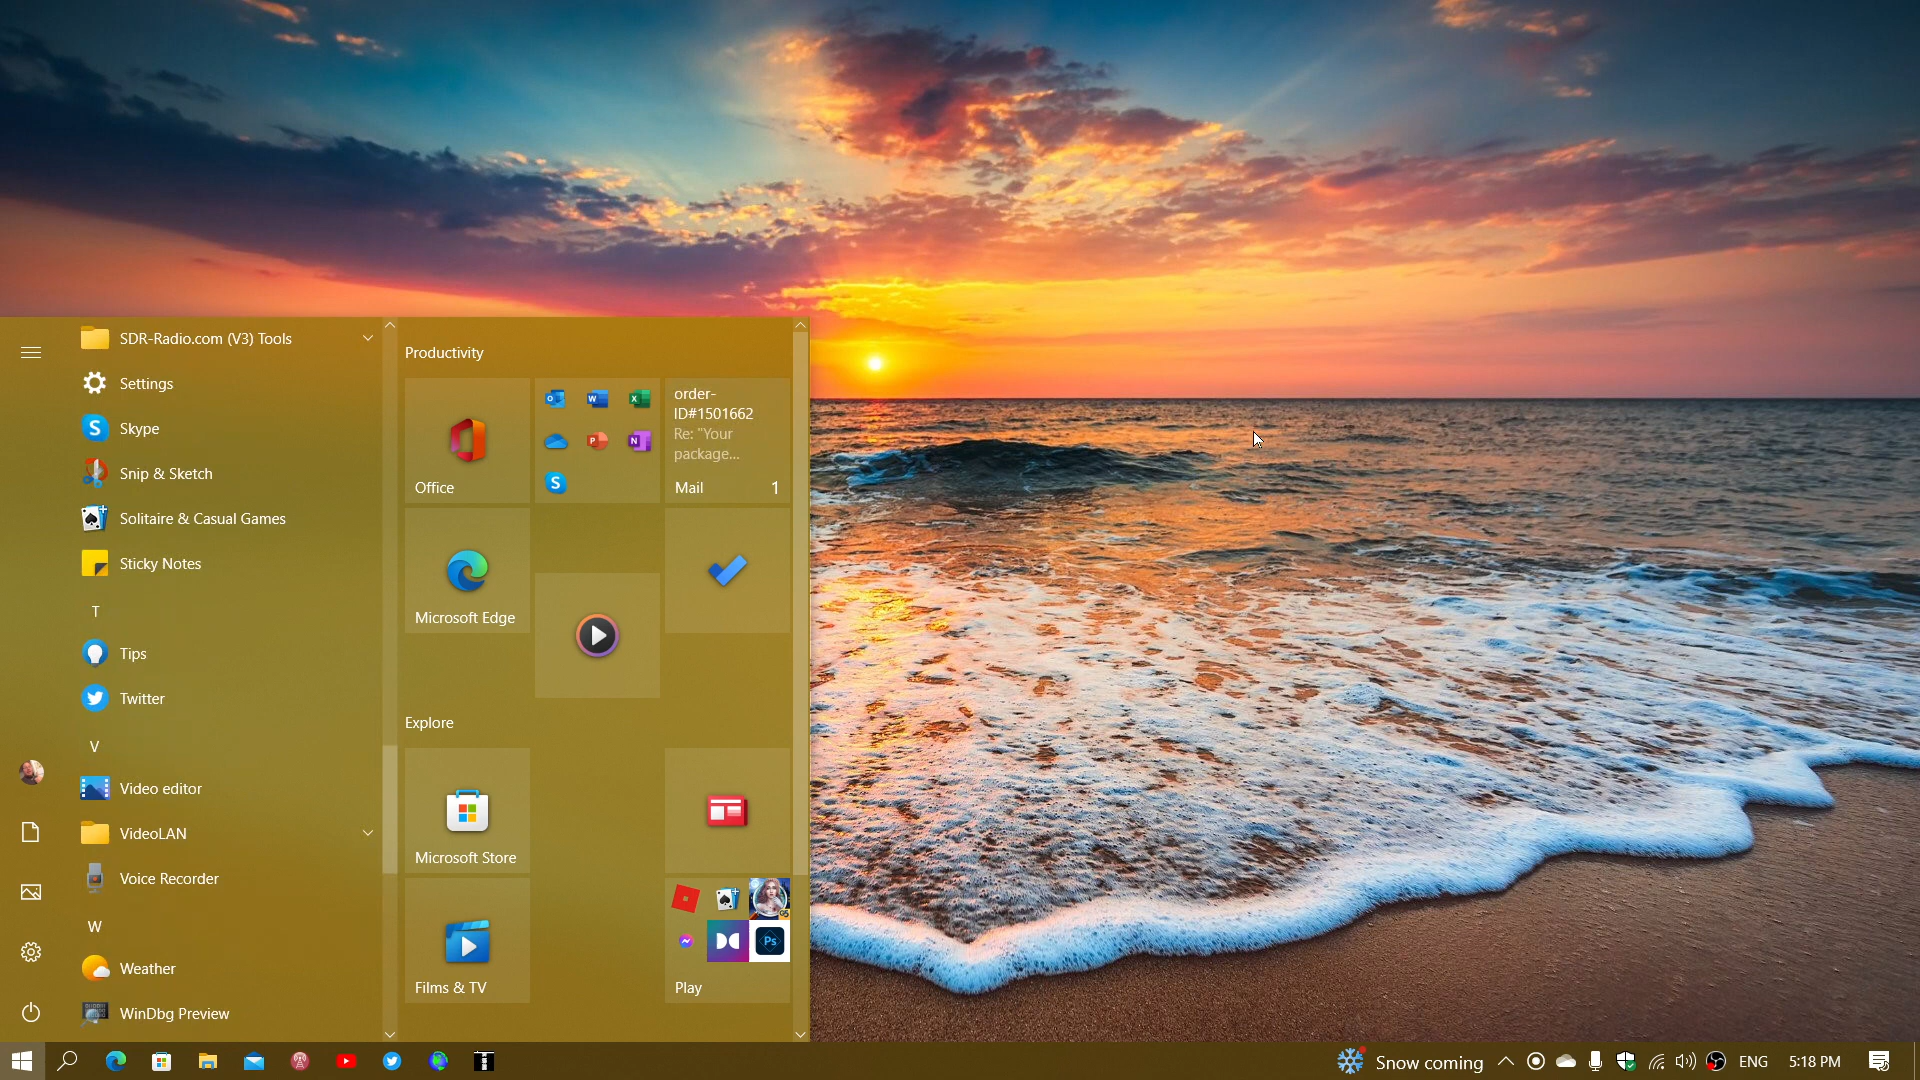 SDR-Radio.com (V3) Tools
Settings
Skype
Snip & Sketch
Solitaire & Casual Games
Sticky Notes
T
Tips
Twitter
V
Video editor
VideoLAN
Voice Recorder
W
Weather
WinDbg Preview
Productivity
Office
order-
ID#1501662
Re: "Your
package...
Mail 1
Microsoft Edge
Explore
Microsoft Store
Films & TV
Ps
Play
Snow coming
ENG
5:18 PM